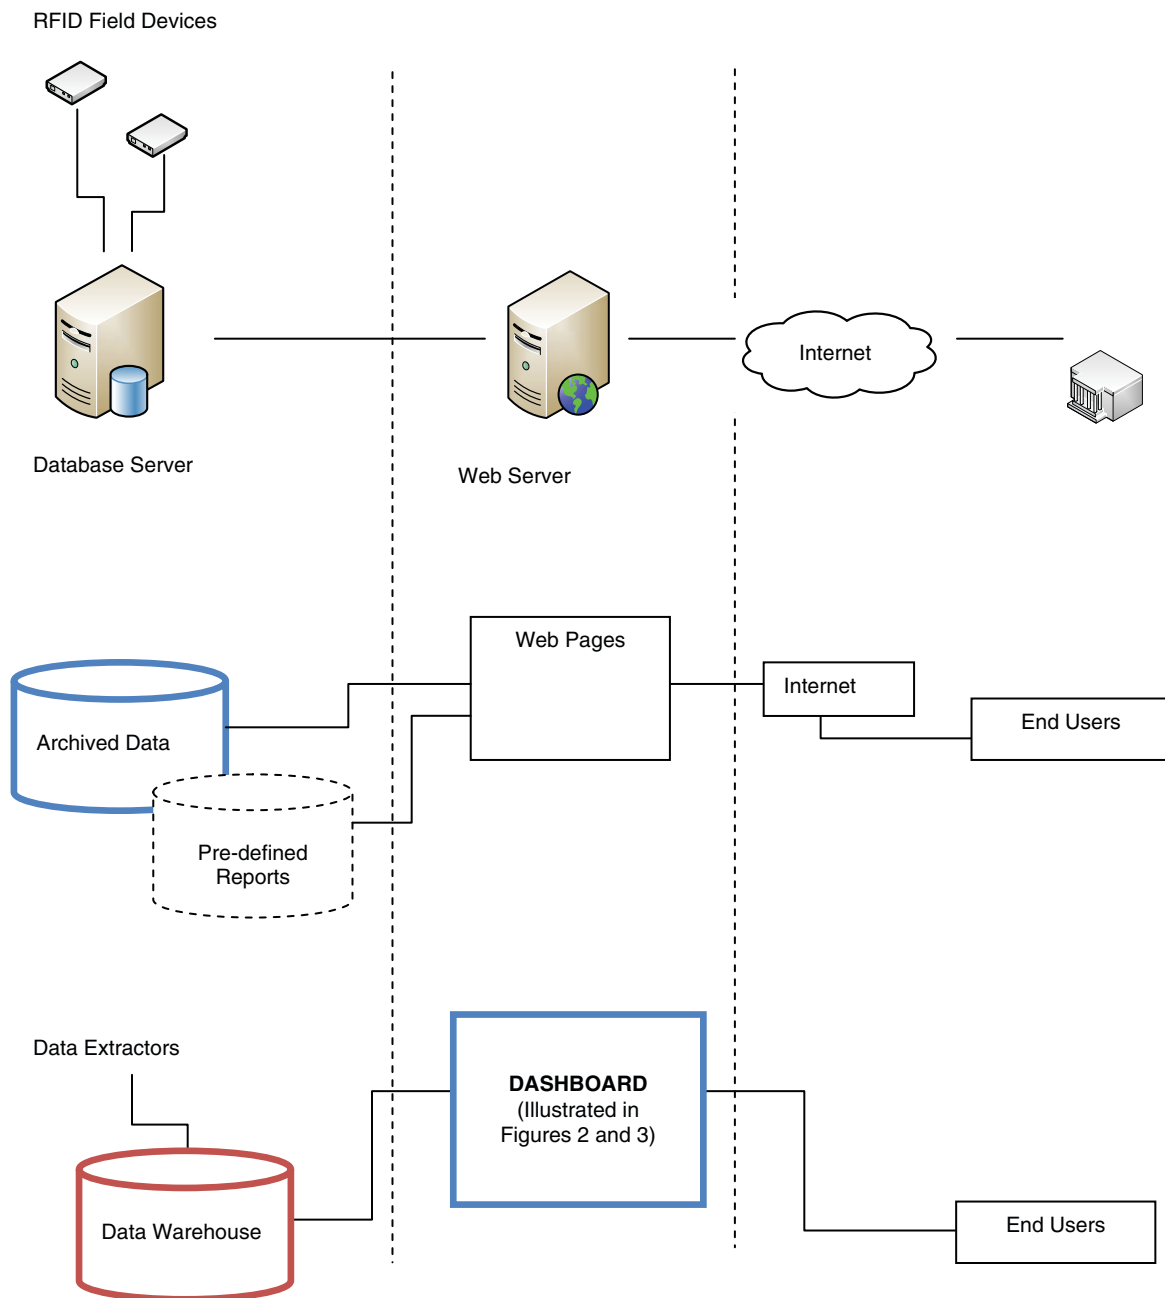 RFID Field Devices
Internet
Database Server
Web Server
Web Pages
Internet
End Users
Archived Data
Pre-defined
Reports
Data Extractors
DASHBOARD
(Illustrated in
Figures 2 and 3)
Data Warehouse
End Users